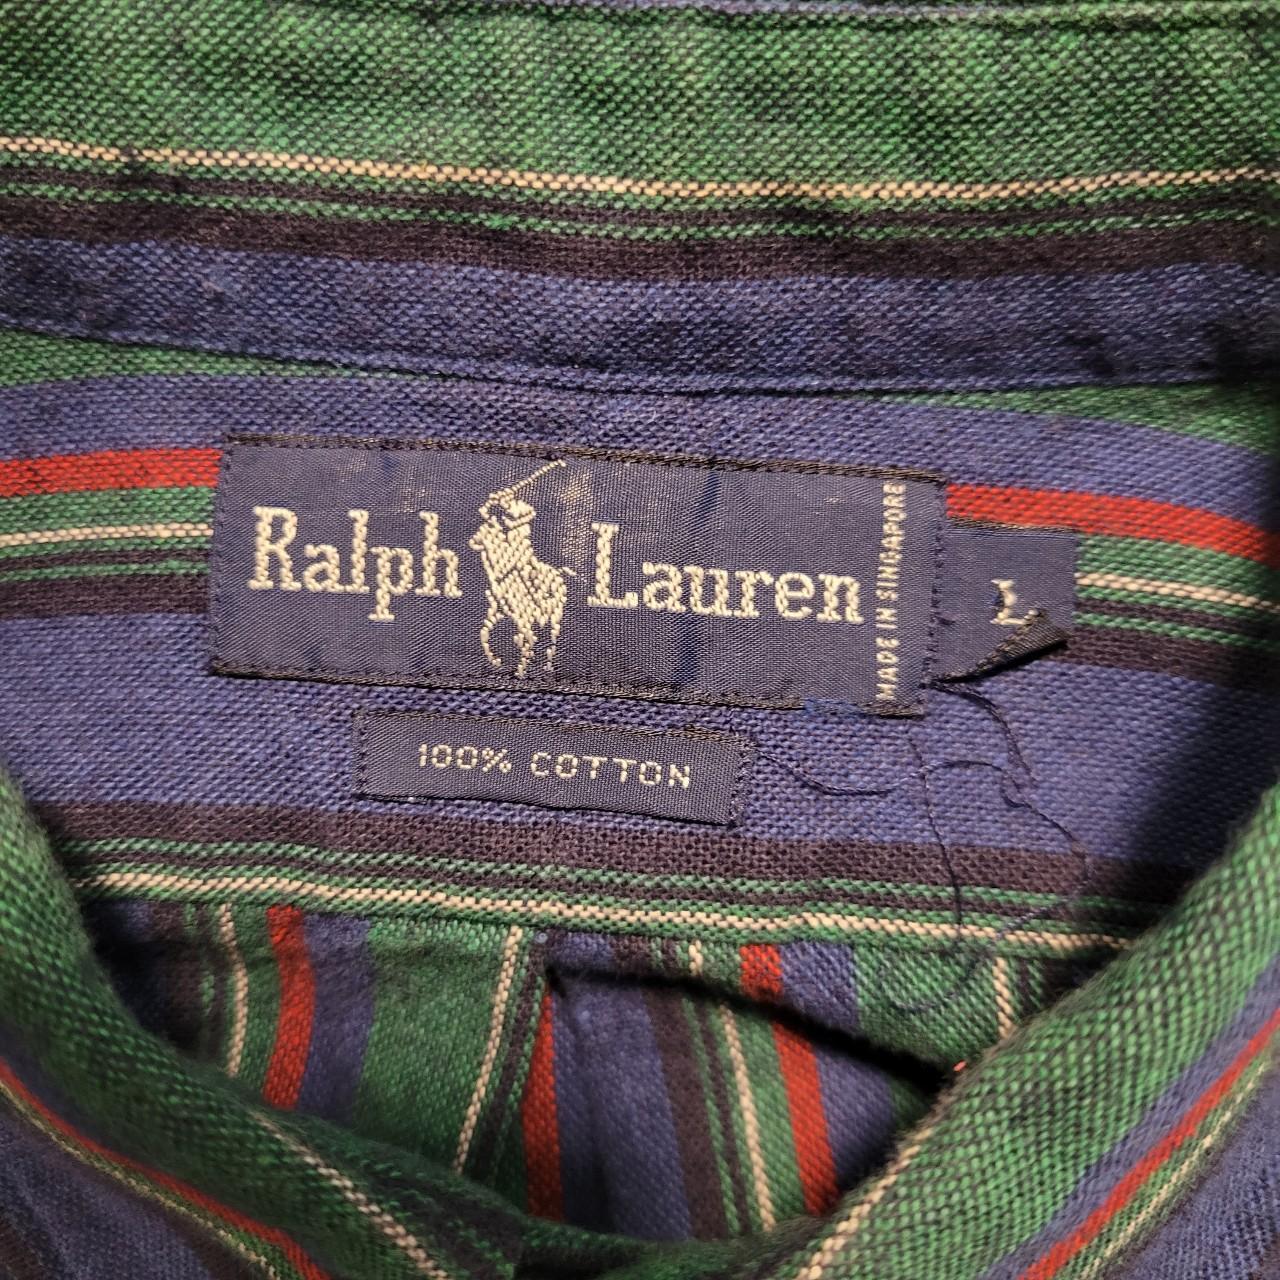 Ralph Lauren
MADE IN SINGAPORE
L
100% COTTON